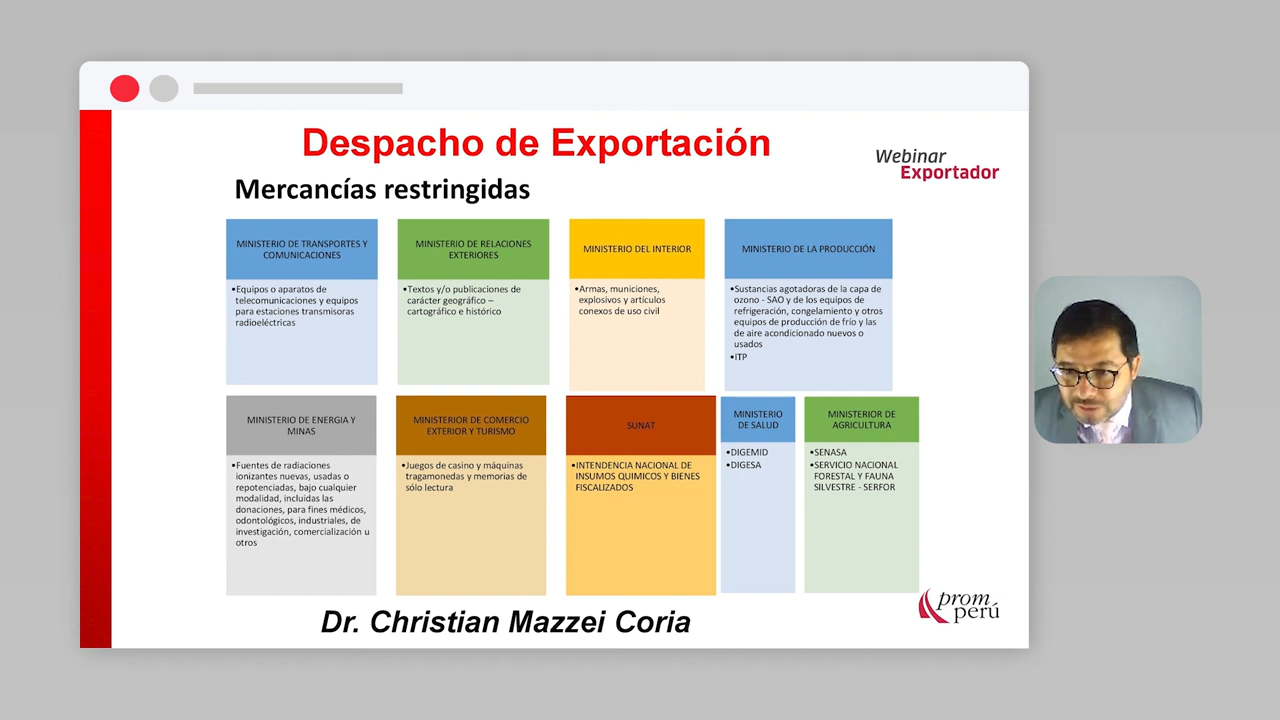 Despacho de Exportación
Webinar
Exportador
Mercancías restringidas
MINISTERIO DE TRANSPORTES Y
COMUNICACIONES
•Equipos o aparatos de
telecomunicaciones y equipos
para estaciones transmisoras
radioeléctricas
MINISTERIO DE RELACIONES
EXTERIORES
•Textos y/o publicaciones de
carácter geográfico –
cartográfico e histórico
MINISTERIO DEL INTERIOR
•Armas, municiones,
explosivos y artículos
conexos de uso civil
MINISTERIO DE LA PRODUCCIÓN
•Sustancias agotadoras de la capa de
ozono - SAO y de los equipos de
refrigeración, congelamiento y otros
equipos de producción de frío y las
de aire acondicionado nuevos o
usados
•ITP
MINISTERIO DE ENERGIA Y
MINAS
•Fuentes de radiaciones
ionizantes nuevas, usadas o
repotenciadas, bajo cualquier
modalidad, incluidas las
donaciones, para fines médicos,
odontológicos, industriales, de
investigación, comercialización u
otros
MINISTERIOR DE COMERCIO
EXTERIOR Y TURISMO
•Juegos de casino y máquinas
tragamonedas y memorias de
sólo lectura
SUNAT
•INTENDENCIA NACIONAL DE
INSUMOS QUIMICOS Y BIENES
FISCALIZADOS
MINISTERIO
DE SALUD
•DIGEMID
•DIGESA
MINISTERIOR DE
AGRICULTURA
•SENASA
•SERVICIO NACIONAL
FORESTAL Y FAUNA
SILVESTRE - SERFOR
Dr. Christian Mazzei Coria
prom
perú